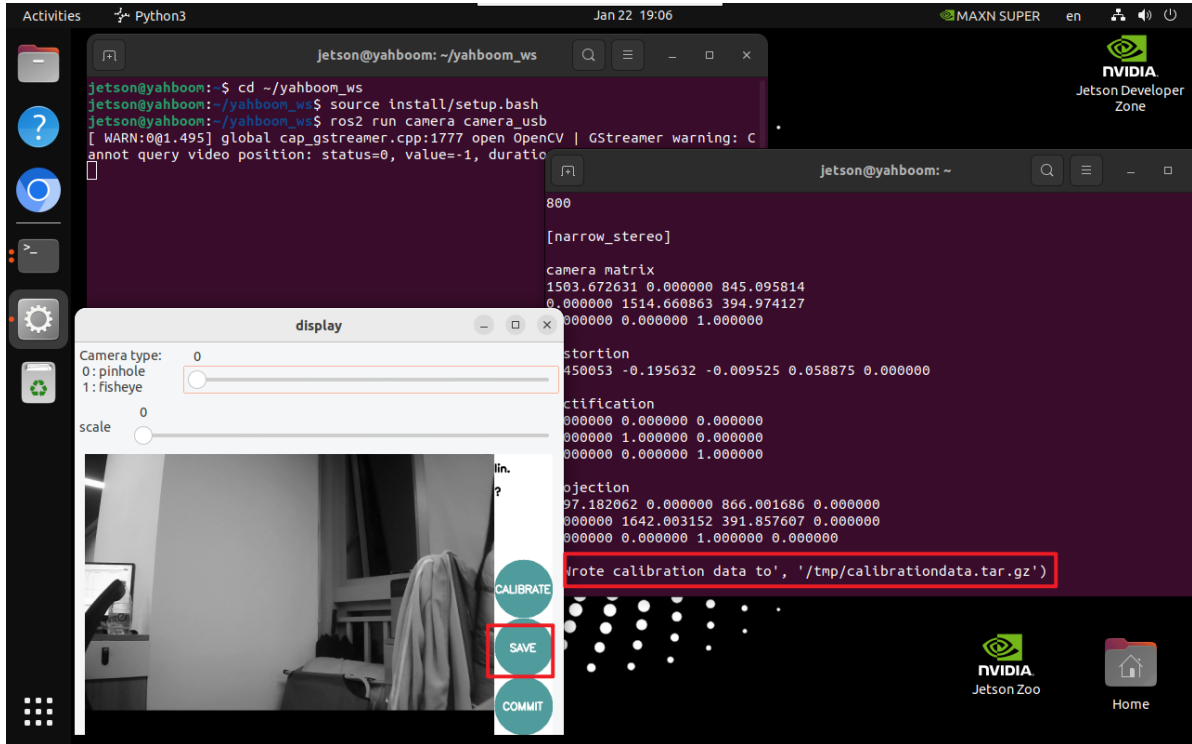 Activities
Python3
Jan 22 19:06
MAXN SUPER
en
jetson@yahboom: ~/yahboom_ws
jetson@yahboom:~$ cd ~/yahboom_ws
jetson@yahboom:~/yahboom_ws$ source install/setup.bash
jetson@yahboom:~/yahboom_ws$ ros2 run camera camera_usb
[ WARN:0@1.495] global cap_gstreamer.cpp:1777 open OpenCV | GStreamer warning: C
annot query video position: status=0, value=-1, duratio
NVIDIA.
Jetson Developer
Zone
jetson@yahboom: ~
800
[narrow_stereo]
camera matrix
1503.672631 0.000000 845.095814
0.000000 1514.660863 394.974127
000000 0.000000 1.000000
stortion
450053 -0.195632 -0.009525 0.058875 0.000000
ctification
000000 0.000000 0.000000
000000 1.000000 0.000000
000000 0.000000 1.000000
ojection
97.182062 0.000000 866.001686 0.000000
000000 1642.003152 391.857607 0.000000
000000 0.000000 1.000000 0.000000
Wrote calibration data to', '/tmp/calibrationdata.tar.gz')
display
Camera type:
0
0 : pinhole
1 : fisheye
0
scale
lin.
?
CALIBRATE
SAVE
COMMIT
NVIDIA.
Jetson Zoo
Home